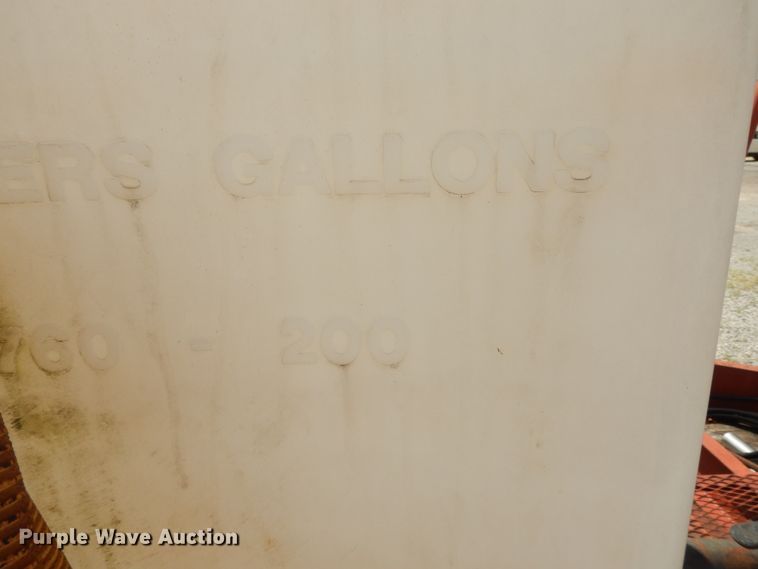 ERS GALLONS
760 - 200
Purple Wave Auction